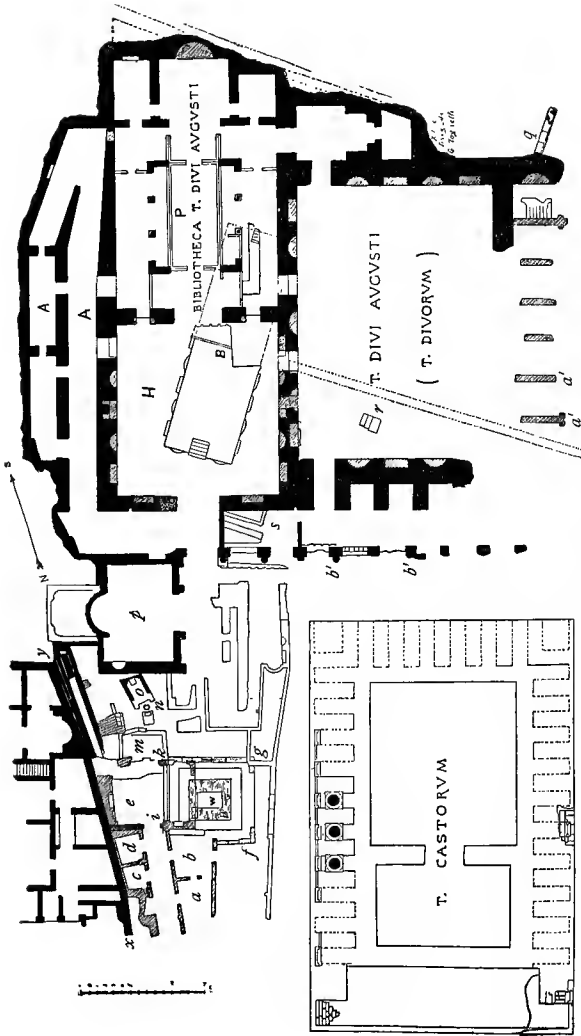 S
N
A
A
BIBLIOTHECA T. DIVI AVGVSTI
P
H
B
T. DIVI AVGVSTI
(T. DIVORVM)
q
r
a'
a'
s
b'
b'
y
p
o
n
m
k
g
e
i
w
d
c
b
a
f
x
T. CASTORVM